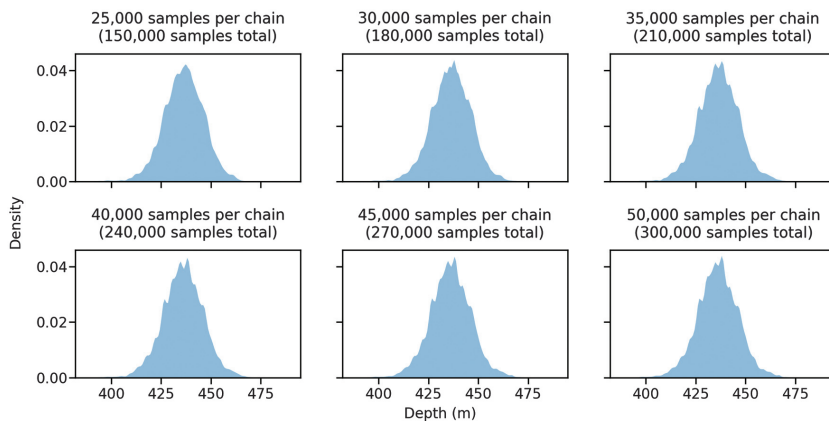 25,000 samples per chain
(150,000 samples total)
30,000 samples per chain
(180,000 samples total)
35,000 samples per chain
(210,000 samples total)
0.04
0.02
0.00
Density
40,000 samples per chain
(240,000 samples total)
45,000 samples per chain
(270,000 samples total)
50,000 samples per chain
(300,000 samples total)
0.04
0.02
0.00
400 425 450 475
400 425 450 475
400 425 450 475
Depth (m)